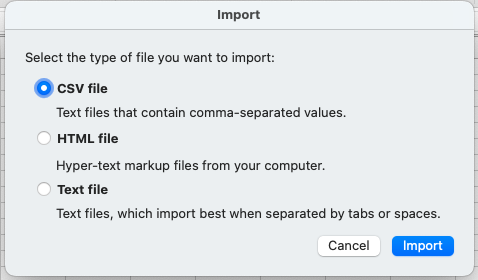 Import
Select the type of file you want to import:
CSV file
Text files that contain comma-separated values.
HTML file
Hyper-text markup files from your computer.
Text file
Text files, which import best when separated by tabs or spaces.
Cancel Import